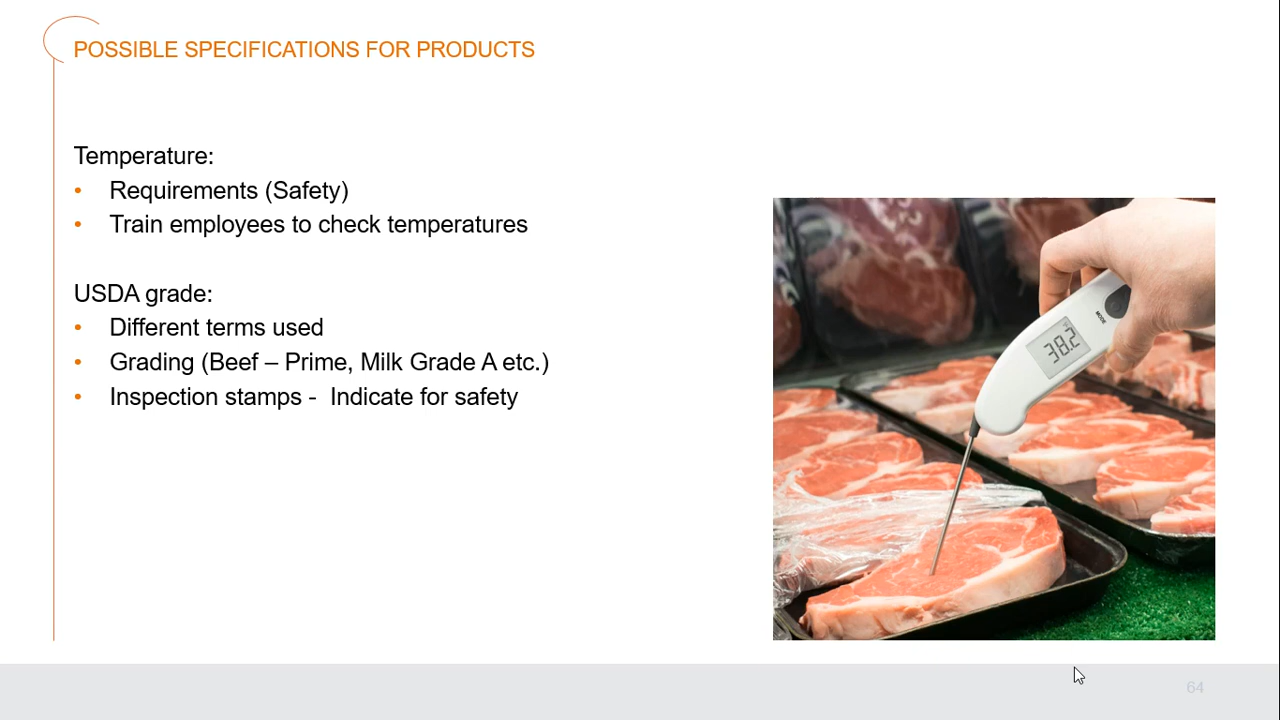 POSSIBLE SPECIFICATIONS FOR PRODUCTS
Temperature:
• Requirements (Safety)
• Train employees to check temperatures
USDA grade:
• Different terms used
• Grading (Beef – Prime, Milk Grade A etc.)
• Inspection stamps -  Indicate for safety
38.2
MODE
64